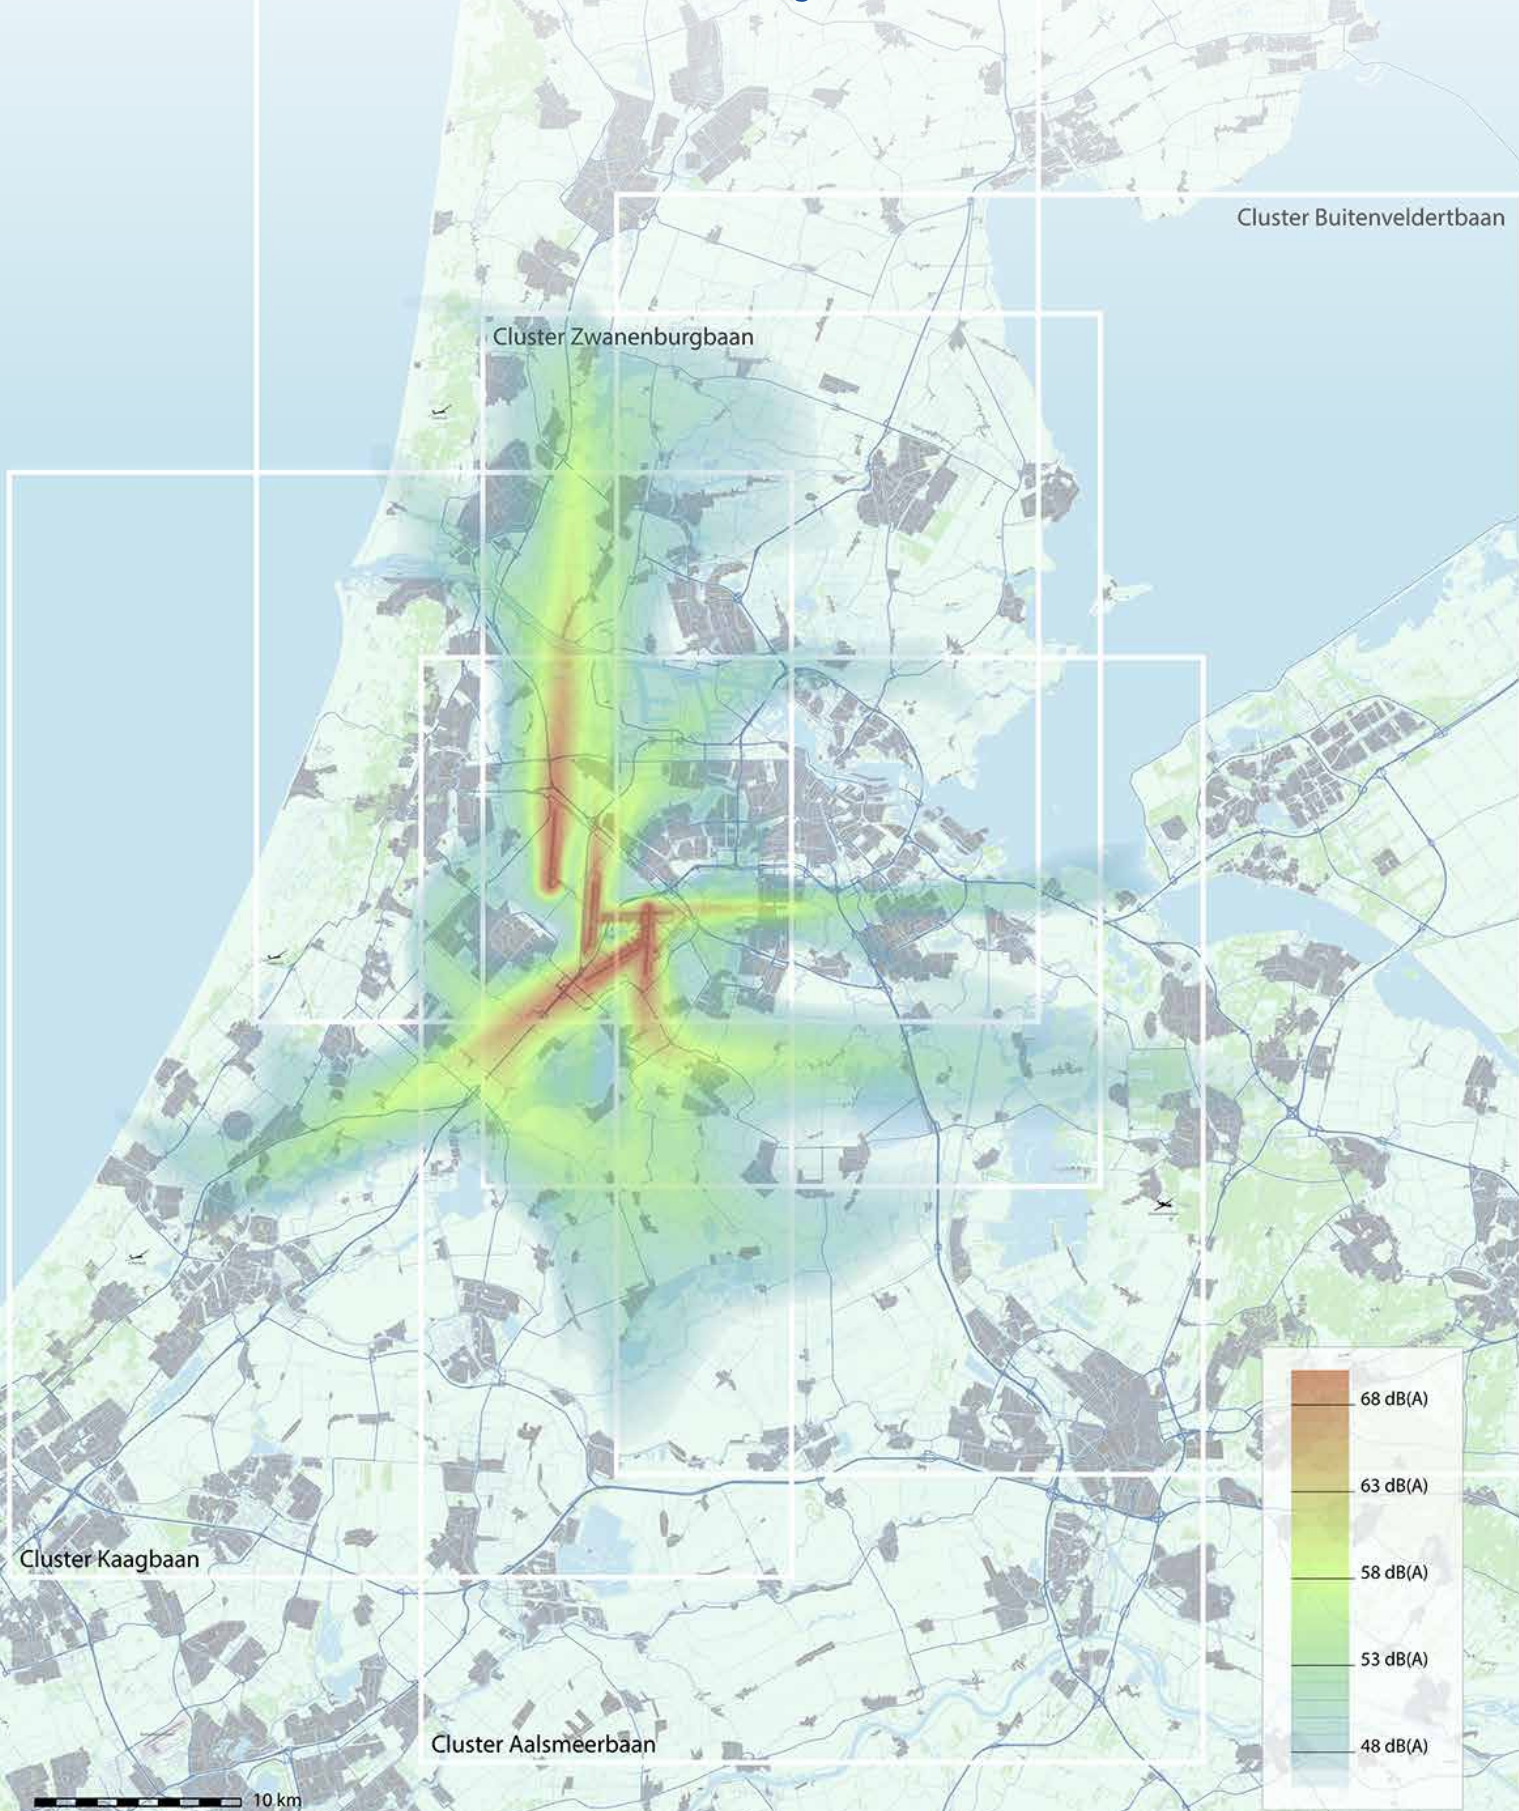 Cluster Buitenveldertbaan
Cluster Zwanenburgbaan
68 dB(A)
63 dB(A)
58 dB(A)
53 dB(A)
48 dB(A)
Cluster Kaagbaan
Cluster Aalsmeerbaan
10 km